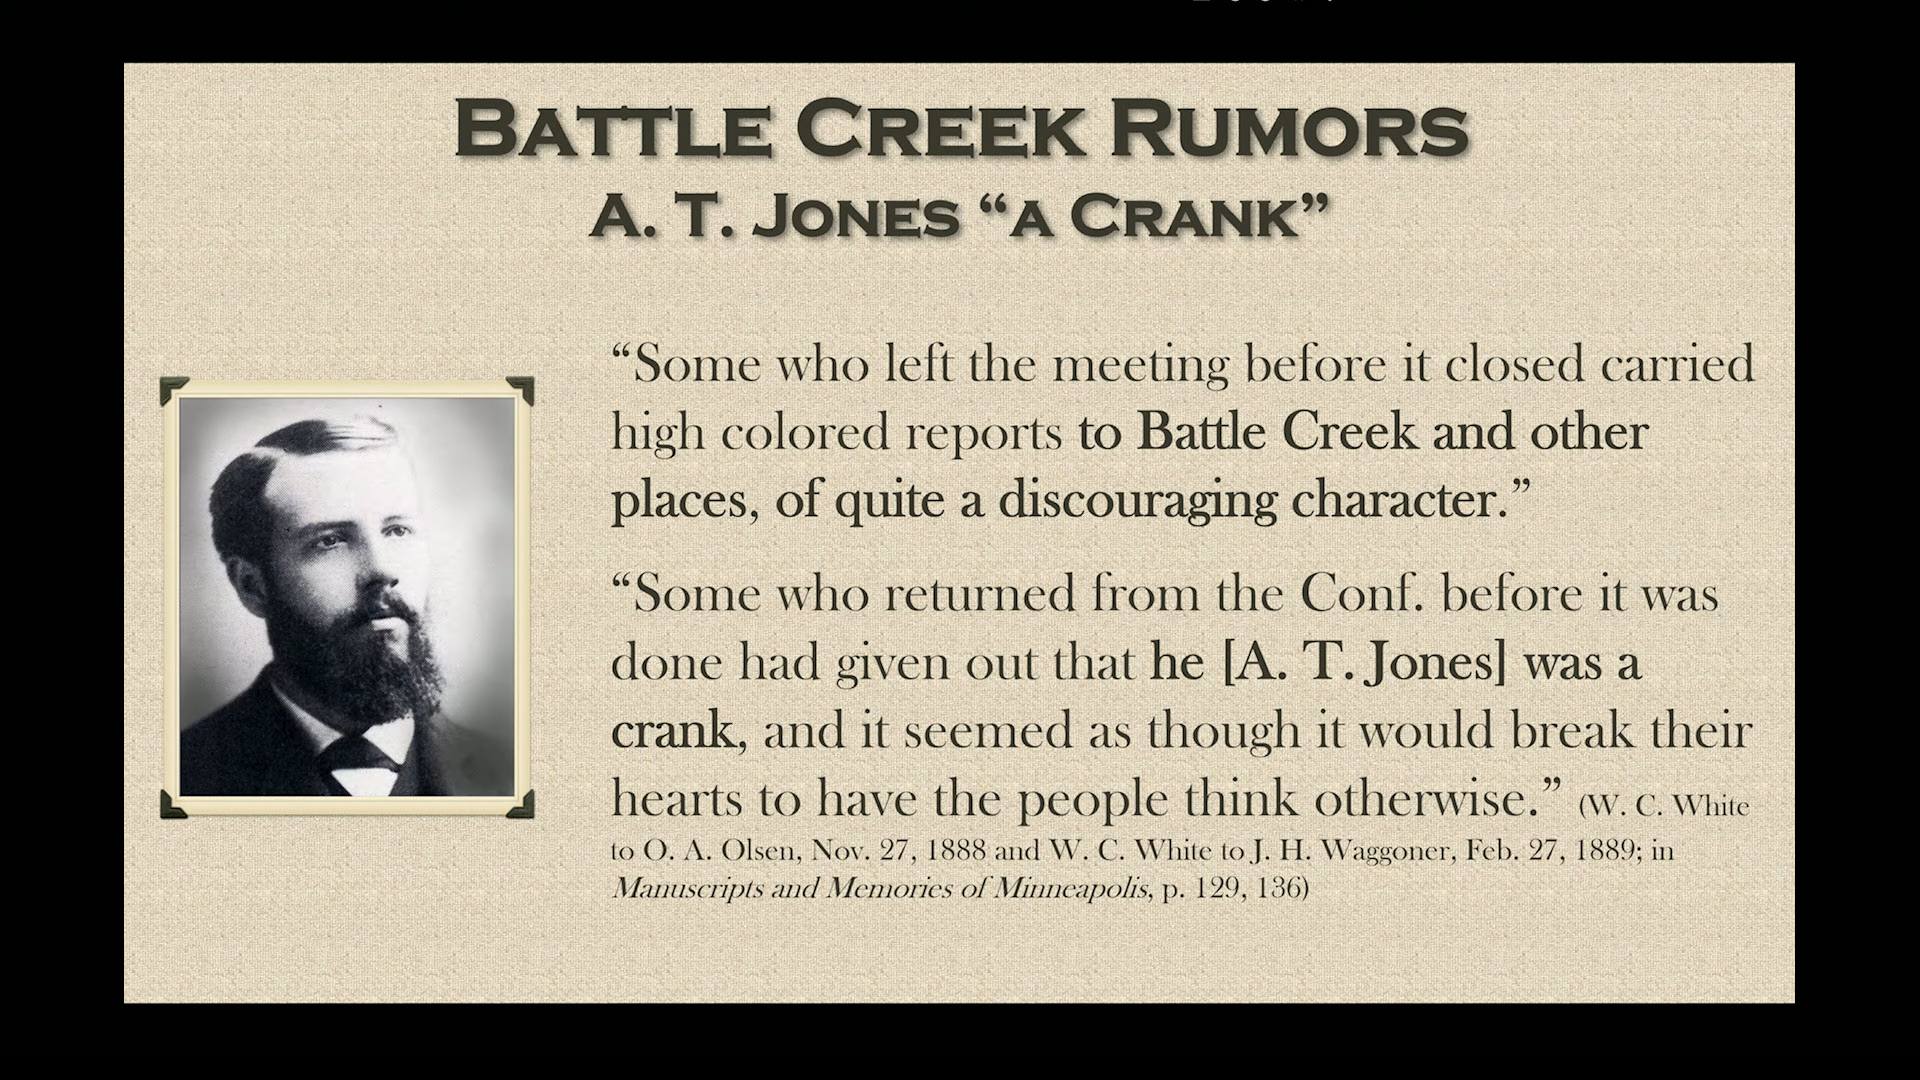 BATTLE CREEK RUMORS
A. T. JONES “A CRANK”
“Some who left the meeting before it closed carried
high colored reports to Battle Creek and other
places, of quite a discouraging character.”
“Some who returned from the Conf. before it was
done had given out that he [A. T. Jones] was a
crank, and it seemed as though it would break their
hearts to have the people think otherwise.” (W. C. White
to O. A. Olsen, Nov. 27, 1888 and W. C. White to J. H. Waggoner, Feb. 27, 1889; in
Manuscripts and Memories of Minneapolis, p. 129, 136)